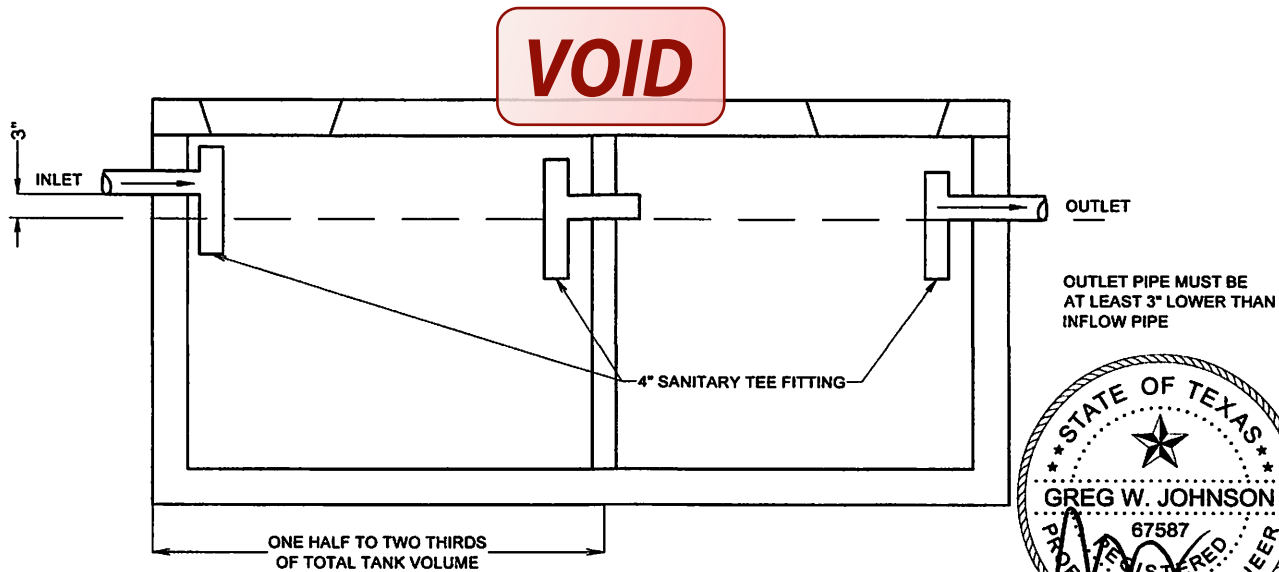 VOID
3"
INLET
OUTLET
OUTLET PIPE MUST BE
AT LEAST 3" LOWER THAN
INFLOW PIPE
4" SANITARY TEE FITTING
STATE OF TEXAS
GREG W. JOHNSON
67587
REGISTERED
ONE HALF TO TWO THIRDS
OF TOTAL TANK VOLUME